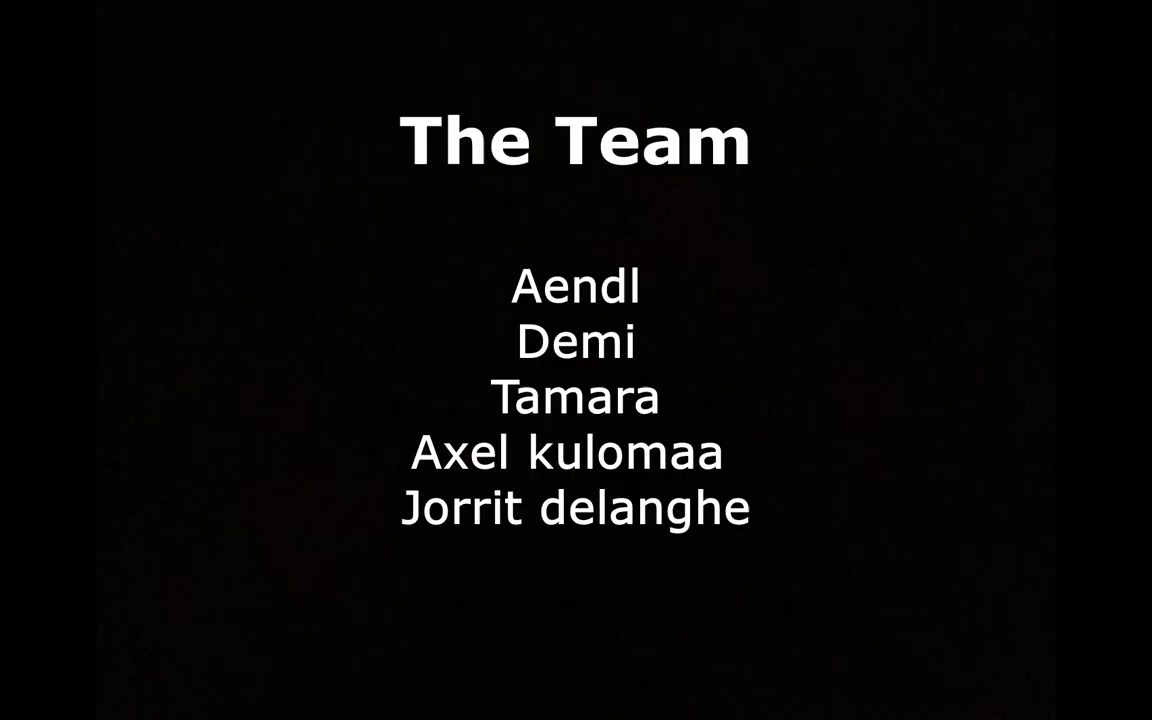 The Team
Aendl
Demi
Tamara
Axel kulomaa
Jorrit delanghe